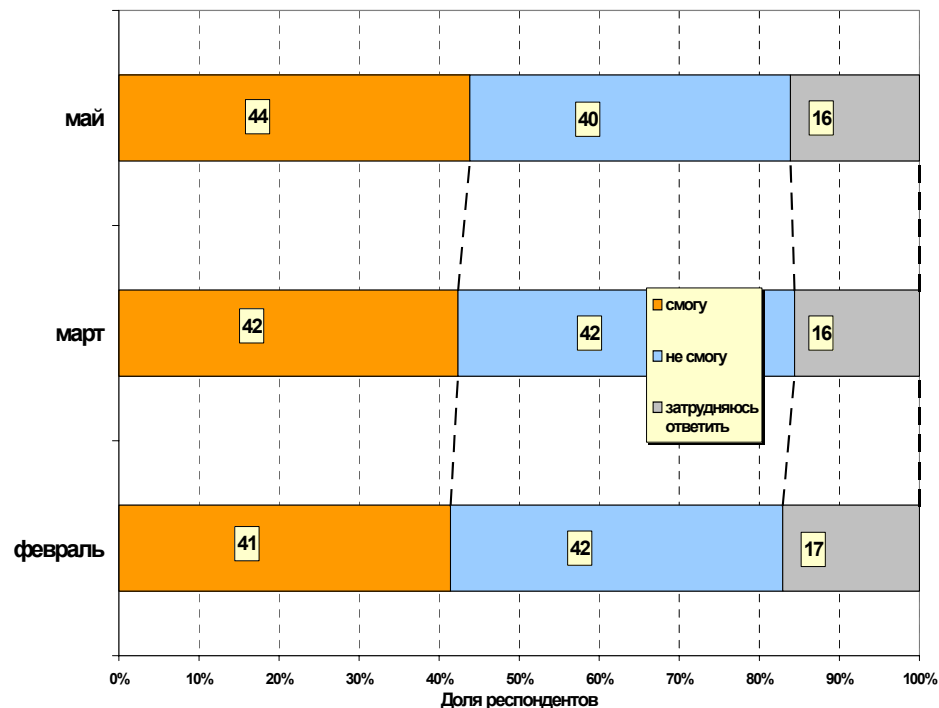 май
44
40
16
март
42
42
16
смогу
не смогу
затрудняюсь
ответить
февраль
41
42
17
0% 10% 20% 30% 40% 50% 60% 70% 80% 90% 100%
Доля респондентов